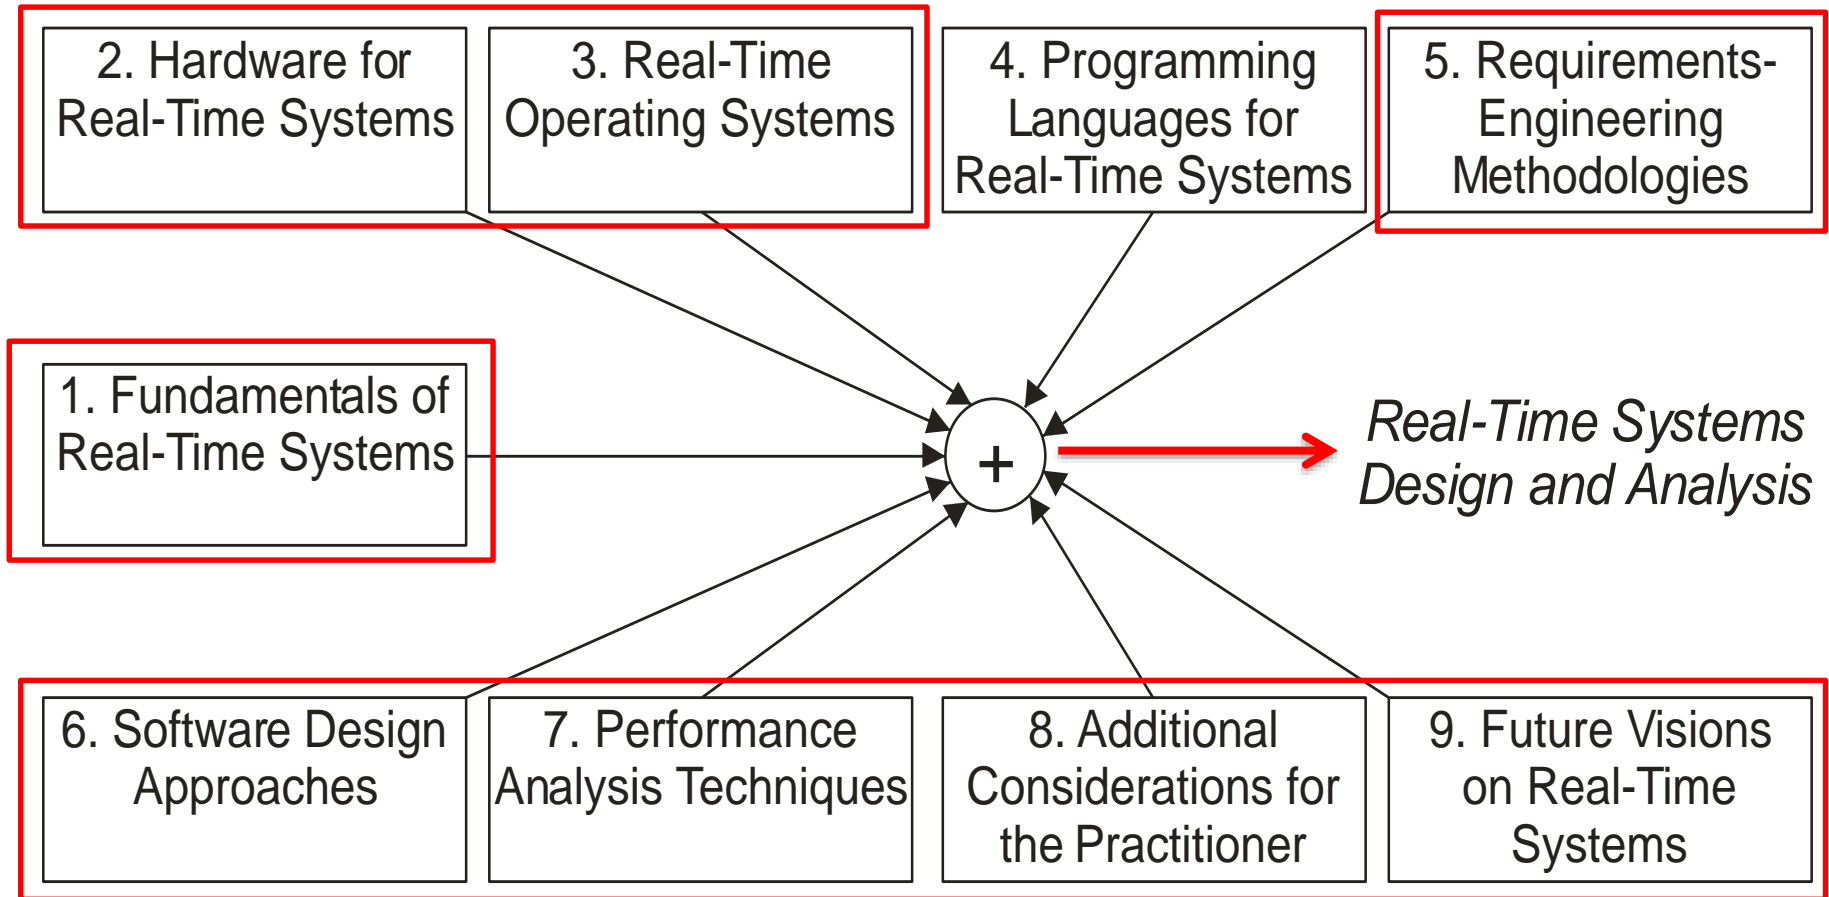 2. Hardware for
Real-Time Systems
3. Real-Time
Operating Systems
4. Programming
Languages for
Real-Time Systems
5. Requirements-
Engineering
Methodologies
1. Fundamentals of
Real-Time Systems
+
Real-Time Systems
Design and Analysis
6. Software Design
Approaches
7. Performance
Analysis Techniques
8. Additional
Considerations for
the Practitioner
9. Future Visions
on Real-Time
Systems